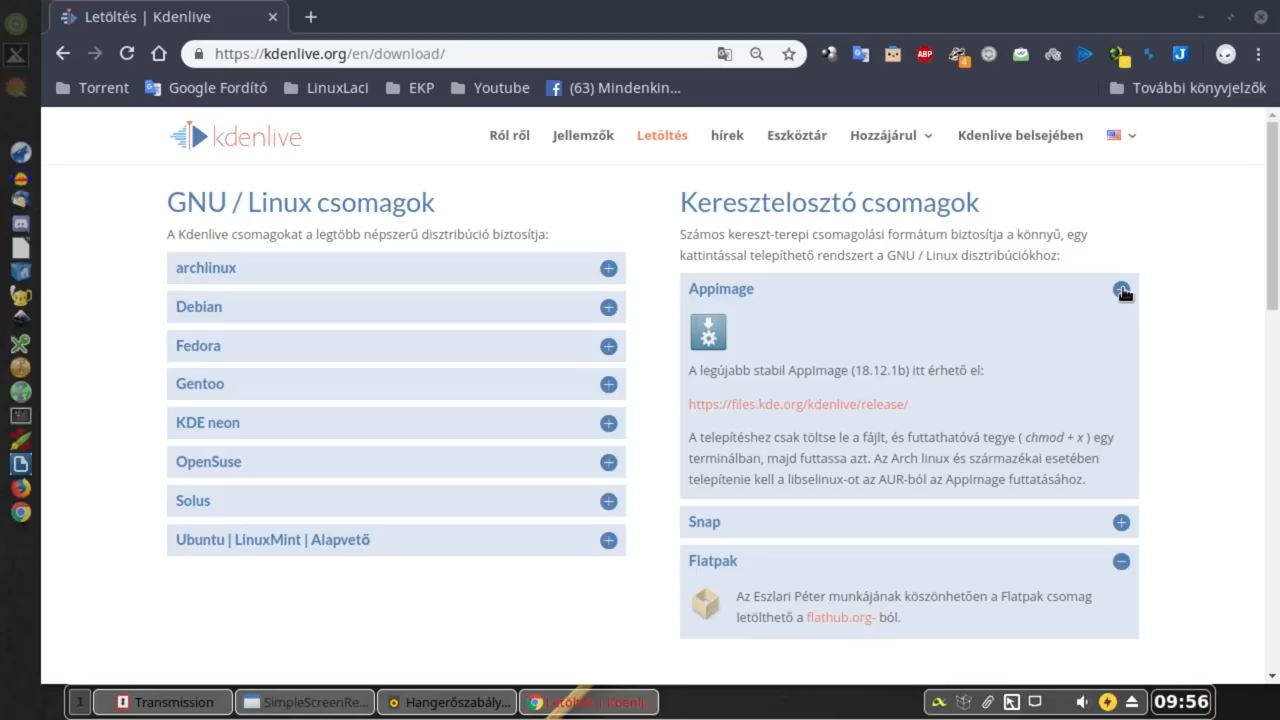 Letöltés | Kdenlive
https://kdenlive.org/en/download/
ABP
4
J
Torrent
Google Fordító
LinuxLaci
EKP
Youtube
(63) Mindenkin...
További könyvjelzők
kdenlive
Ról ről
Jellemzők
Letöltés
hírek
Eszköztár
Hozzájárul
Kdenlive belsejében
GNU / Linux csomagok
A Kdenlive csomagokat a legtöbb népszerű disztribúció biztosítja:
archlinux
Debian
Fedora
Gentoo
KDE neon
OpenSuse
Solus
Ubuntu | LinuxMint | Alapvető
Keresztelosztó csomagok
Számos kereszt-terepi csomagolási formátum biztosítja a könnyű, egy
kattintással telepíthető rendszert a GNU / Linux disztribúciókhoz:
Appimage
A legújabb stabil AppImage (18.12.1b) itt érhető el:
https://files.kde.org/kdenlive/release/
A telepítéshez csak töltse le a fájlt, és futtathatóvá tegye ( chmod + x ) egy
terminálban, majd futtassa azt. Az Arch linux és származékai esetében
telepítenie kell a libselinux-ot az AUR-ból az AppImage futtatásához.
Snap
Flatpak
Az Eszlari Péter munkájának köszönhetően a Flatpak csomag
letölthető a flathub.org- ból.
1
Transmission
SimpleScreenRe...
Hangerőszabály...
Letöltés | Kdenli...
09:56